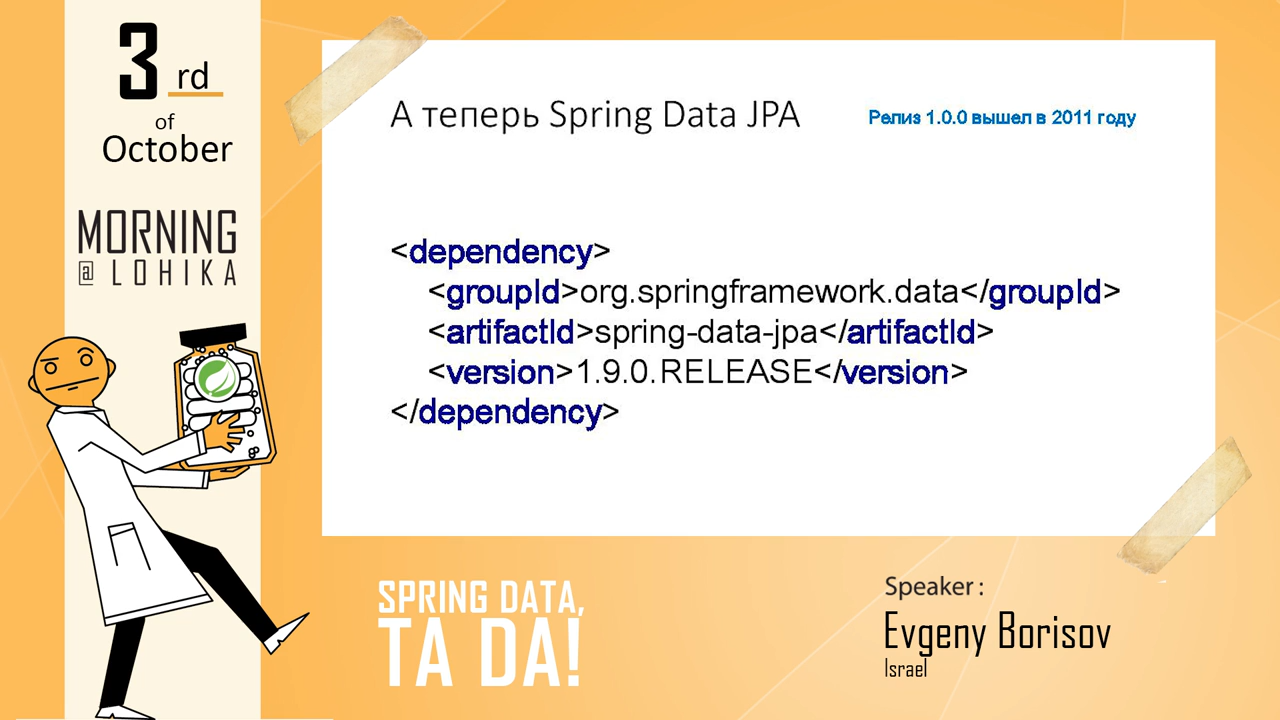 3 rd
of
October
MORNING
@ LOHIKA
А теперь Spring Data JPA
Релиз 1.0.0 вышел в 2011 году
<dependency>
<groupId>org.springframework.data</groupId>
<artifactId>spring-data-jpa</artifactId>
<version>1.9.0.RELEASE</version>
</dependency>
SPRING DATA,
TA DA!
Speaker :
Evgeny Borisov
Israel